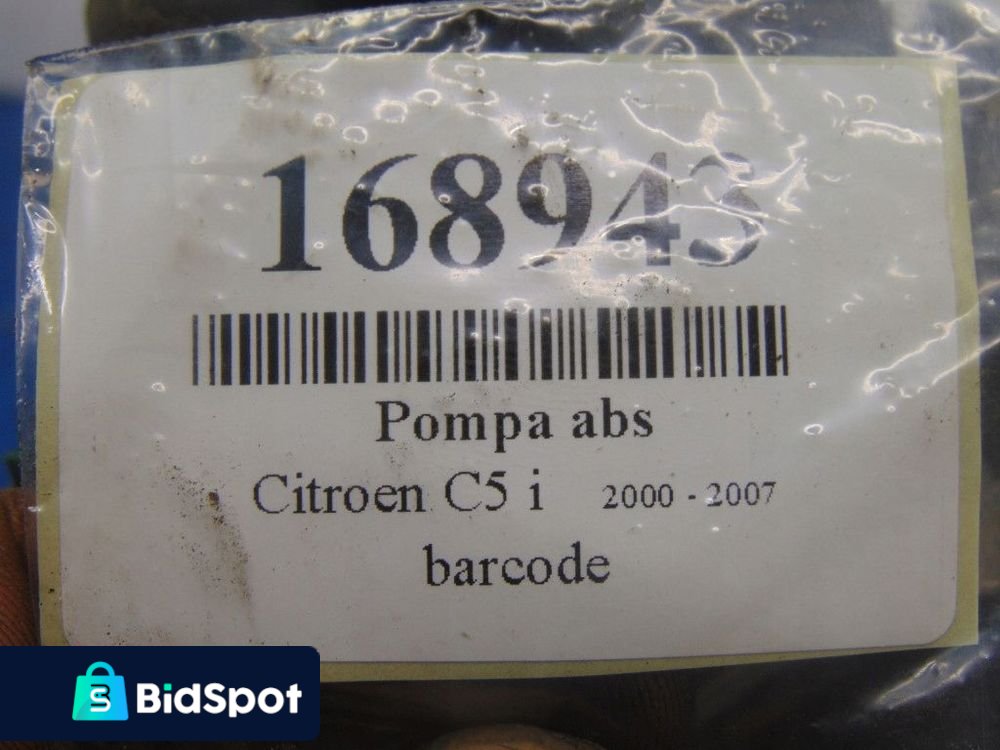 168943
Pompa abs
Citroen C5 i 2000 - 2007
barcode
BidSpot